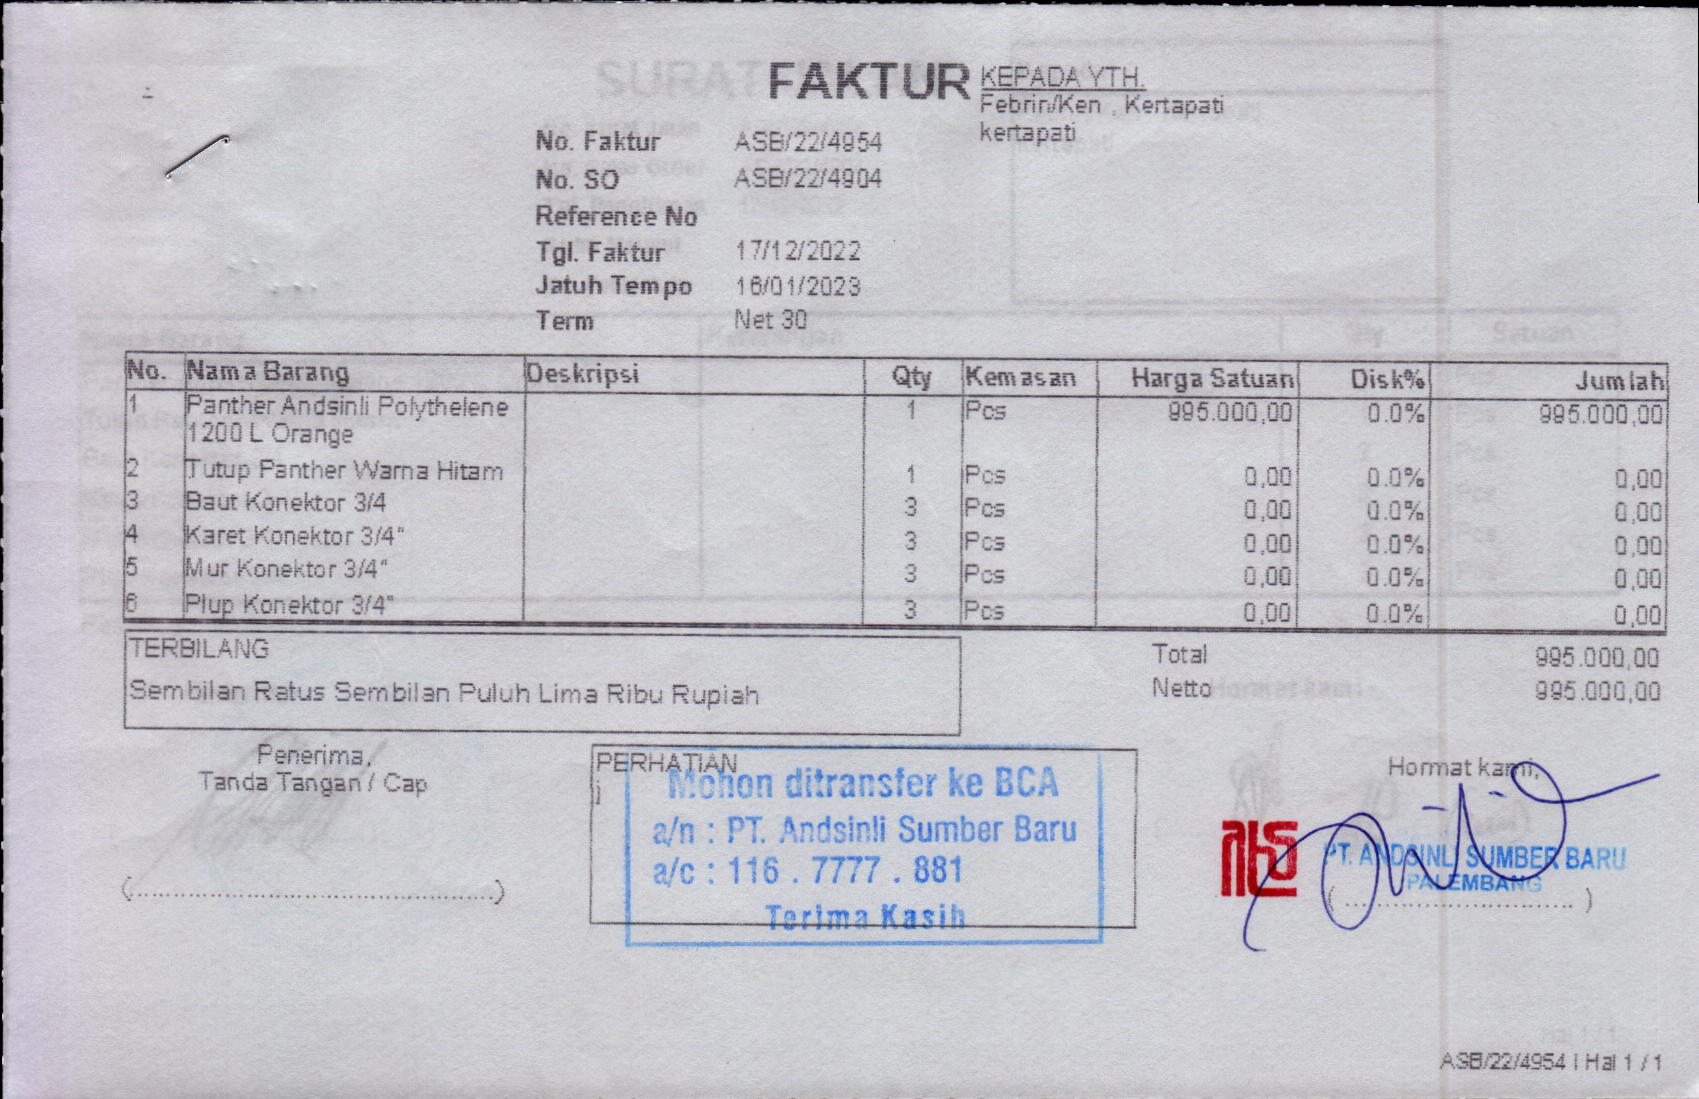 FAKTUR
KEPADA YTH.
Febrin/Ken , Kertapati
kertapati
No. Faktur ASB/22/4954
No. SO ASB/22/4904
Reference No
Tgl. Faktur 17/12/2022
Jatuh Tempo 16/01/2023
Term Net 30
No. Nama Barang Deskripsi Qty Kemasan Harga Satuan Disk% Jumlah
1 Panther Andsinli Polythelene 1 Pcs 995.000,00 0.0% 995.000,00
1200 L Orange
2 Tutup Panther Warna Hitam 1 Pcs 0,00 0.0% 0,00
3 Baut Konektor 3/4 3 Pcs 0,00 0.0% 0,00
4 Karet Konektor 3/4" 3 Pcs 0,00 0.0% 0,00
5 Mur Konektor 3/4" 3 Pcs 0,00 0.0% 0,00
6 Plup Konektor 3/4" 3 Pcs 0,00 0.0% 0,00
TERBILANG
Sembilan Ratus Sembilan Puluh Lima Ribu Rupiah
Total 995.000,00
Netto 995.000,00
Penerima,
Tanda Tangan / Cap
(....................................................)
PERHATIAN
j
Mohon ditransfer ke BCA
a/n : PT. Andsinli Sumber Baru
a/c : 116 . 7777 . 881
Terima Kasih
Hormat kami,
PT. ANDSINLI SUMBER BARU
PALEMBANG
( ................................ )
ASB/22/4954 | Hal 1 / 1